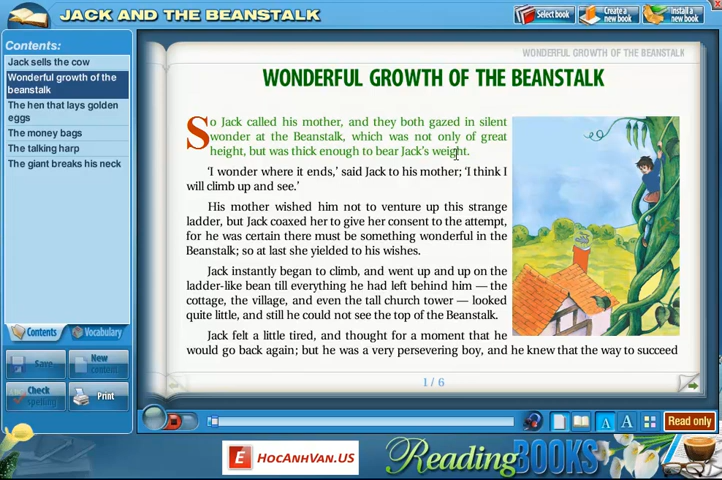 JACK AND THE BEANSTALK
Select book
Create a
new book
Install a
new book
Contents:
Jack sells the cow
Wonderful growth of the
beanstalk
The hen that lays golden
eggs
The money bags
The talking harp
The giant breaks his neck
WONDERFUL GROWTH OF THE BEANSTALK
WONDERFUL GROWTH OF THE BEANSTALK
So Jack called his mother, and they both gazed in silent
wonder at the Beanstalk, which was not only of great
height, but was thick enough to bear Jack's weight.
'I wonder where it ends,' said Jack to his mother; 'I think I
will climb up and see.'
His mother wished him not to venture up this strange
ladder, but Jack coaxed her to give her consent to the attempt,
for he was certain there must be something wonderful in the
Beanstalk; so at last she yielded to his wishes.
Jack instantly began to climb, and went up and up on the
ladder-like bean till everything he had left behind him — the
cottage, the village, and even the tall church tower — looked
quite little, and still he could not see the top of the Beanstalk.
Jack felt a little tired, and thought for a moment that he
would go back again; but he was a very persevering boy, and he knew that the way to succeed
1 / 6
Contents
Vocabulary
Save
New
content
Check
spelling
Print
A
A
Read only
E HOCANHVAN.US
Reading BOOKS